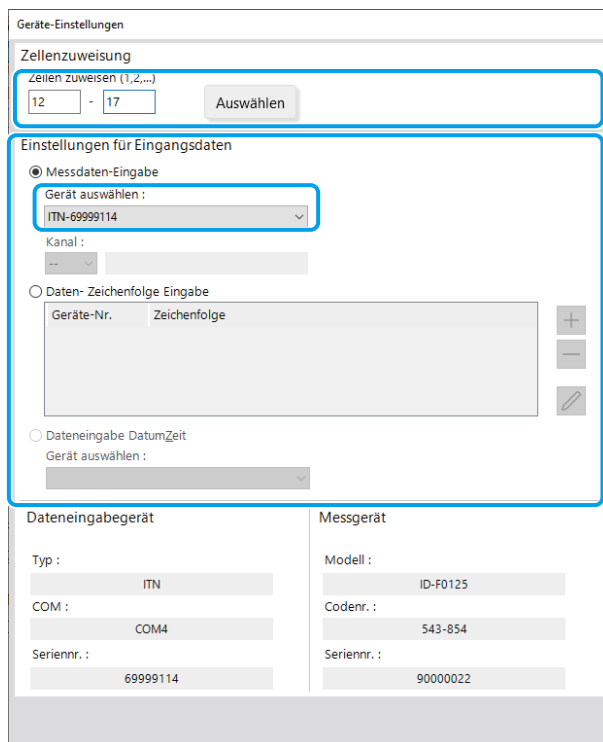 Geräte-Einstellungen
Zellenzuweisung
Zellen zuweisen (1,2,...)
12 - 17 Auswählen
Einstellungen für Eingangsdaten
Messdaten-Eingabe
Gerät auswählen :
ITN-69999114
Kanal :
--
Daten- Zeichenfolge Eingabe
Geräte-Nr. Zeichenfolge
Dateneingabe DatumZeit
Gerät auswählen :
Dateneingabegerät Messgerät
Typ : Modell :
ITN ID-F0125
COM : Codenr. :
COM4 543-854
Seriennr. : Seriennr. :
69999114 90000022